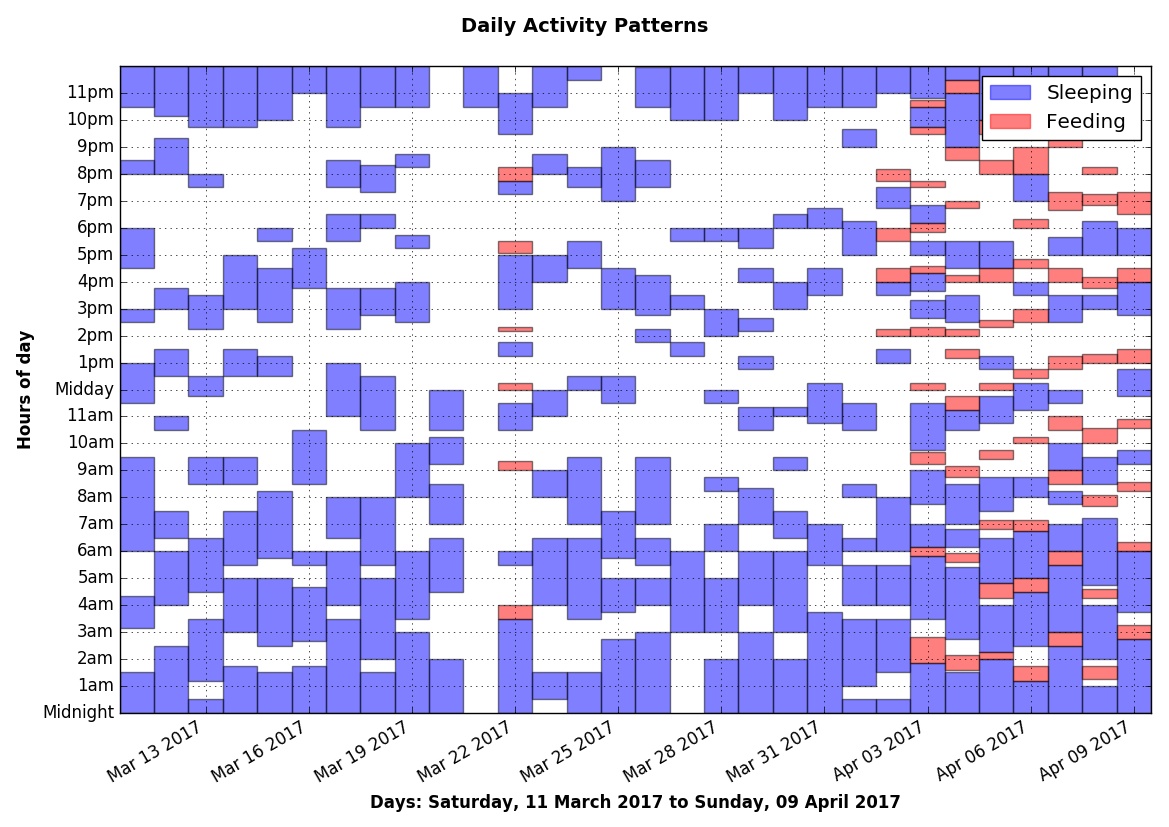 Daily Activity Patterns
Sleeping
Feeding
11pm
10pm
9pm
8pm
7pm
6pm
5pm
4pm
3pm
2pm
1pm
Midday
11am
10am
9am
8am
7am
6am
5am
4am
3am
2am
1am
Midnight
Hours of day
Mar 13 2017
Mar 16 2017
Mar 19 2017
Mar 22 2017
Mar 25 2017
Mar 28 2017
Mar 31 2017
Apr 03 2017
Apr 06 2017
Apr 09 2017
Days: Saturday, 11 March 2017 to Sunday, 09 April 2017